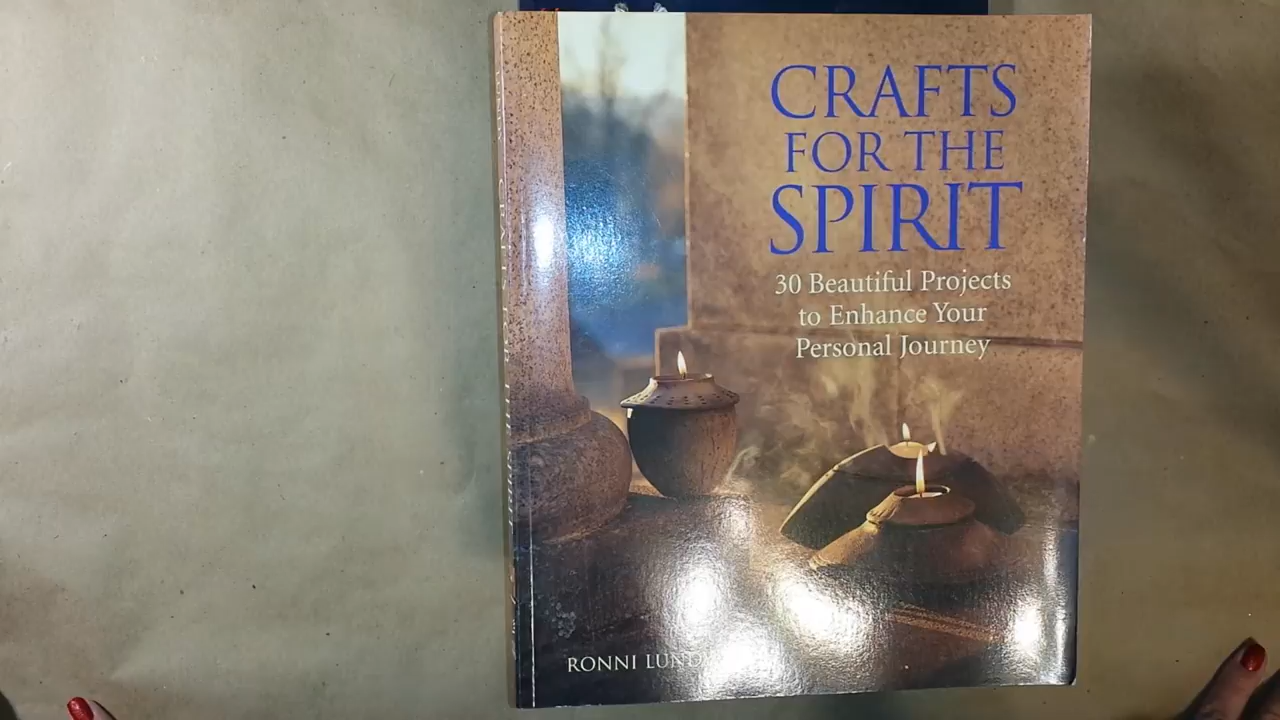 CRAFTS
FOR THE
SPIRIT
30 Beautiful Projects
to Enhance Your
Personal Journey
RONNI